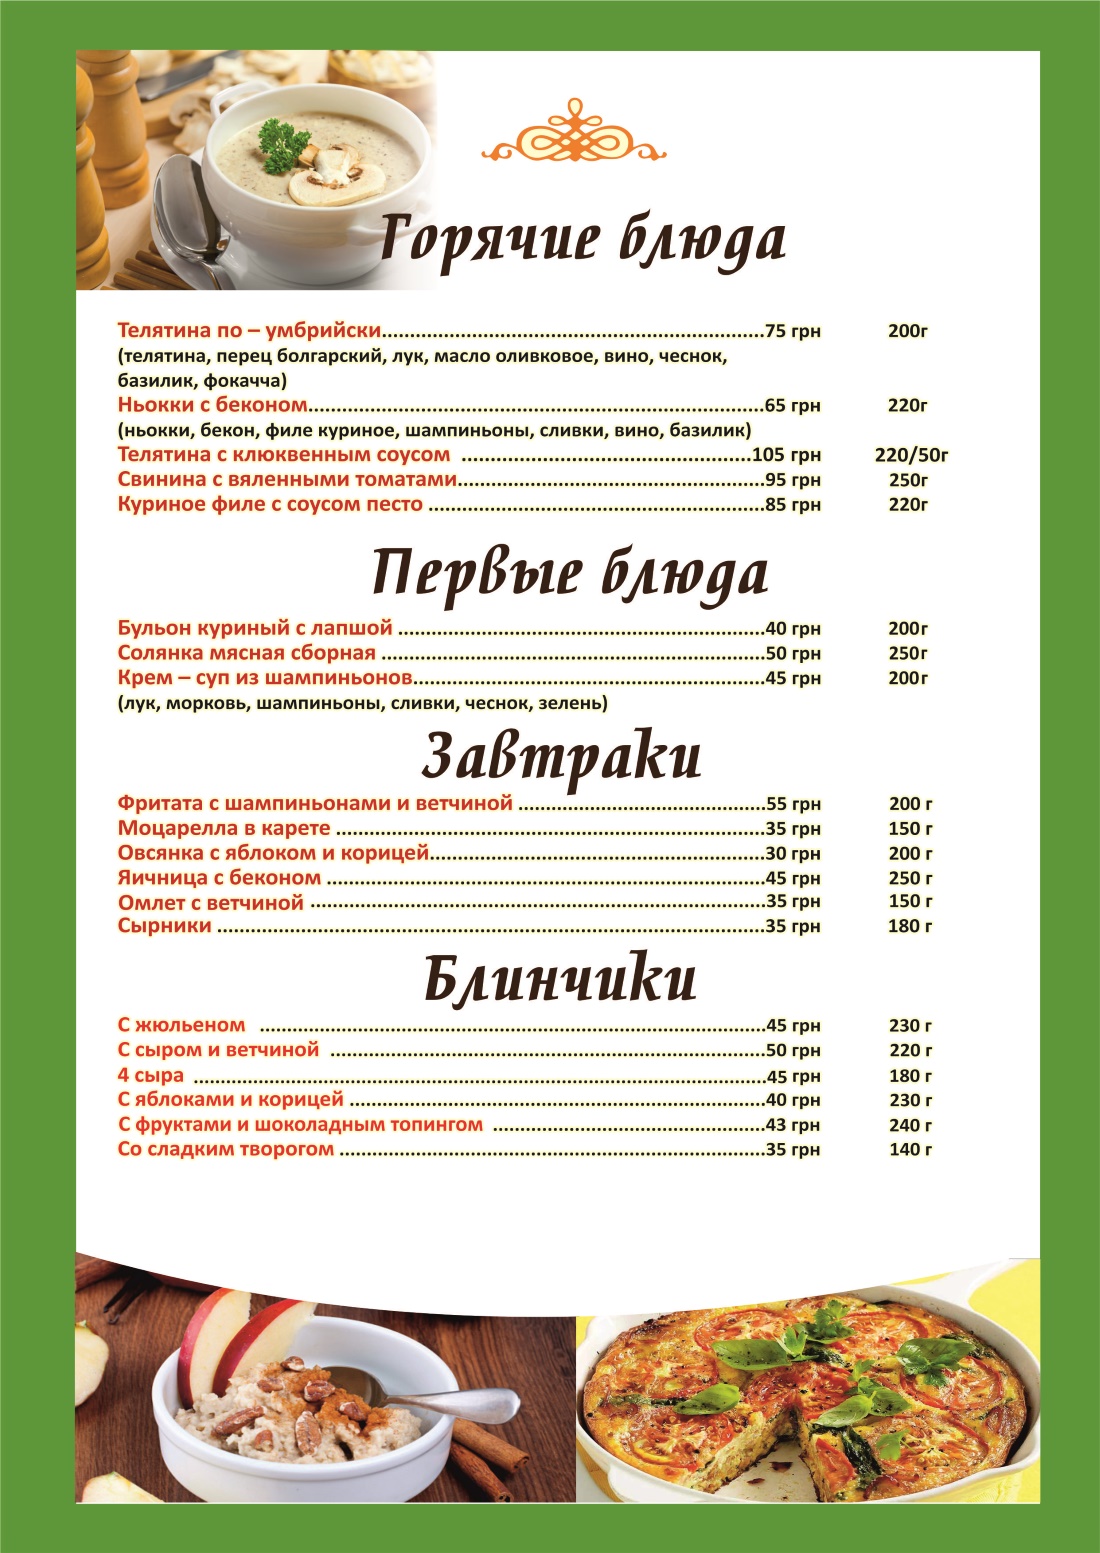 Горячие блюда
Телятина по – умбрийски....................................................................75 грн 200г
(телятина, перец болгарский, лук, масло оливковое, вино, чеснок,
базилик, фокачча)
Ньокки с беконом.................................................................................65 грн 220г
(ньокки, бекон, филе куриное, шампиньоны, сливки, вино, базилик)
Телятина с клюквенным соусом ....................................................105 грн 220/50г
Свинина с вялеными томатами.......................................................95 грн 250г
Куриное филе с соусом песто ............................................................85 грн 220г
Первые блюда
Бульон куриный с лапшой .................................................................40 грн 200г
Солянка мясная сборная ....................................................................50 грн 250г
Крем – суп из шампиньонов...............................................................45 грн 200г
(лук, морковь, шампиньоны, сливки, чеснок, зелень)
Завтраки
Фритата с шампиньонами и ветчиной ............................................55 грн 200 г
Моцарелла в карете ............................................................................35 грн 150 г
Овсянка с яблоком и корицей............................................................30 грн 200 г
Яичница с беконом ..............................................................................45 грн 250 г
Омлет с ветчиной .................................................................................35 грн 150 г
Сырники .................................................................................................35 грн 180 г
Блинчики
С жюльеном ..........................................................................................45 грн 230 г
С сыром и ветчиной .............................................................................50 грн 220 г
4 сыра ......................................................................................................45 грн 180 г
С яблоками и корицей ..........................................................................40 грн 230 г
С фруктами и шоколадным топингом ................................................43 грн 240 г
Со сладким творогом ............................................................................35 грн 140 г